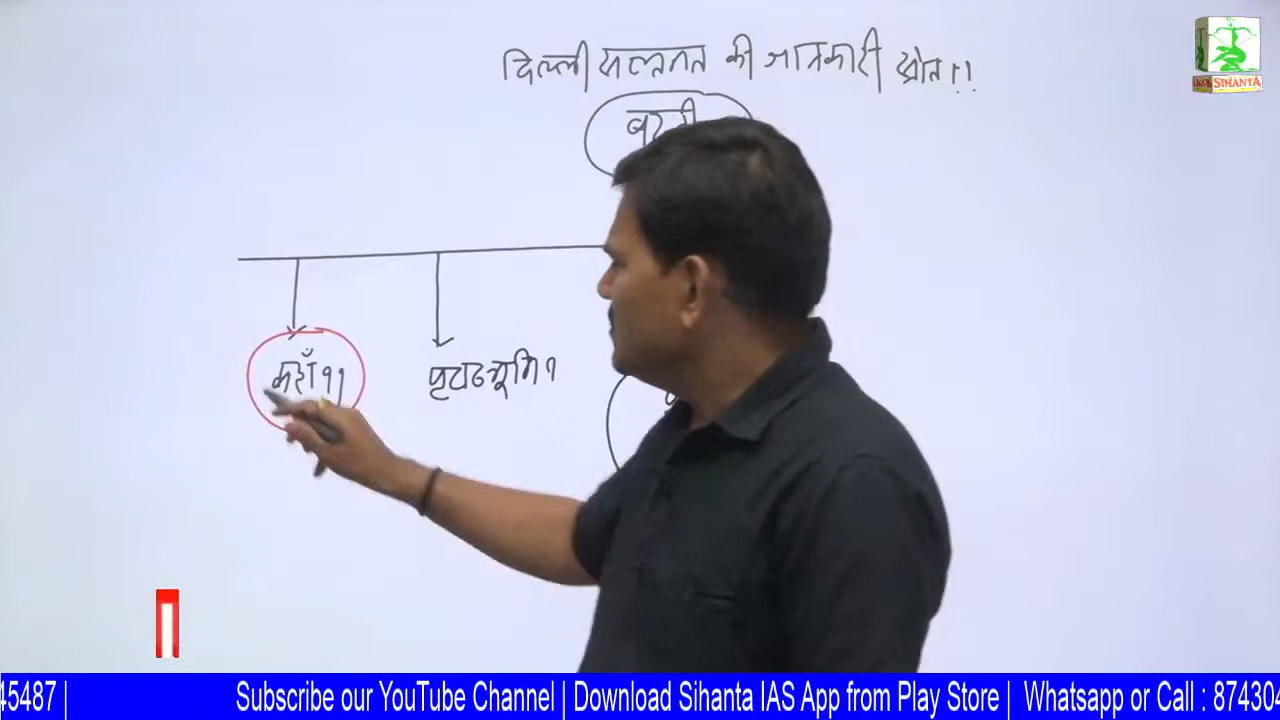 दिल्ली सल्तनत की जानकारी स्रोत।।
बरनी
कहाँ ??
पृष्ठभूमि ?
SIHANTA
45487 | Subscribe our YouTube Channel | Download Sihanta IAS App from Play Store | Whatsapp or Call : 874304